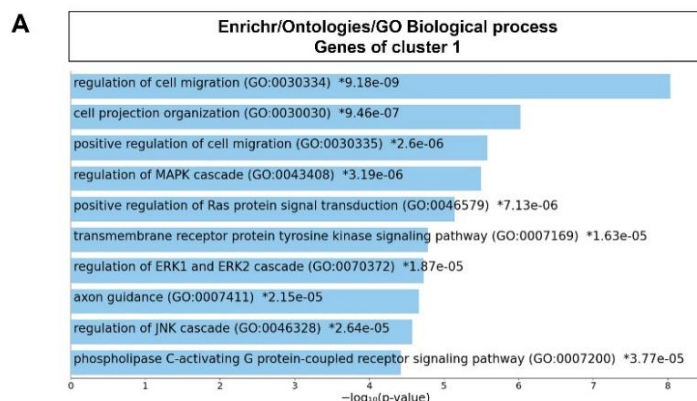 A
Enrichr/Ontologies/GO Biological process
Genes of cluster 1
regulation of cell migration (GO:0030334) *9.18e-09
cell projection organization (GO:0030030) *9.46e-07
positive regulation of cell migration (GO:0030335) *2.6e-06
regulation of MAPK cascade (GO:0043408) *3.19e-06
positive regulation of Ras protein signal transduction (GO:0046579) *7.13e-06
transmembrane receptor protein tyrosine kinase signaling pathway (GO:0007169) *1.63e-05
regulation of ERK1 and ERK2 cascade (GO:0070372) *1.87e-05
axon guidance (GO:0007411) *2.15e-05
regulation of JNK cascade (GO:0046328) *2.64e-05
phospholipase C-activating G protein-coupled receptor signaling pathway (GO:0007200) *3.77e-05
0 1 2 3 4 5 6 7 8
−log₁₀(p-value)